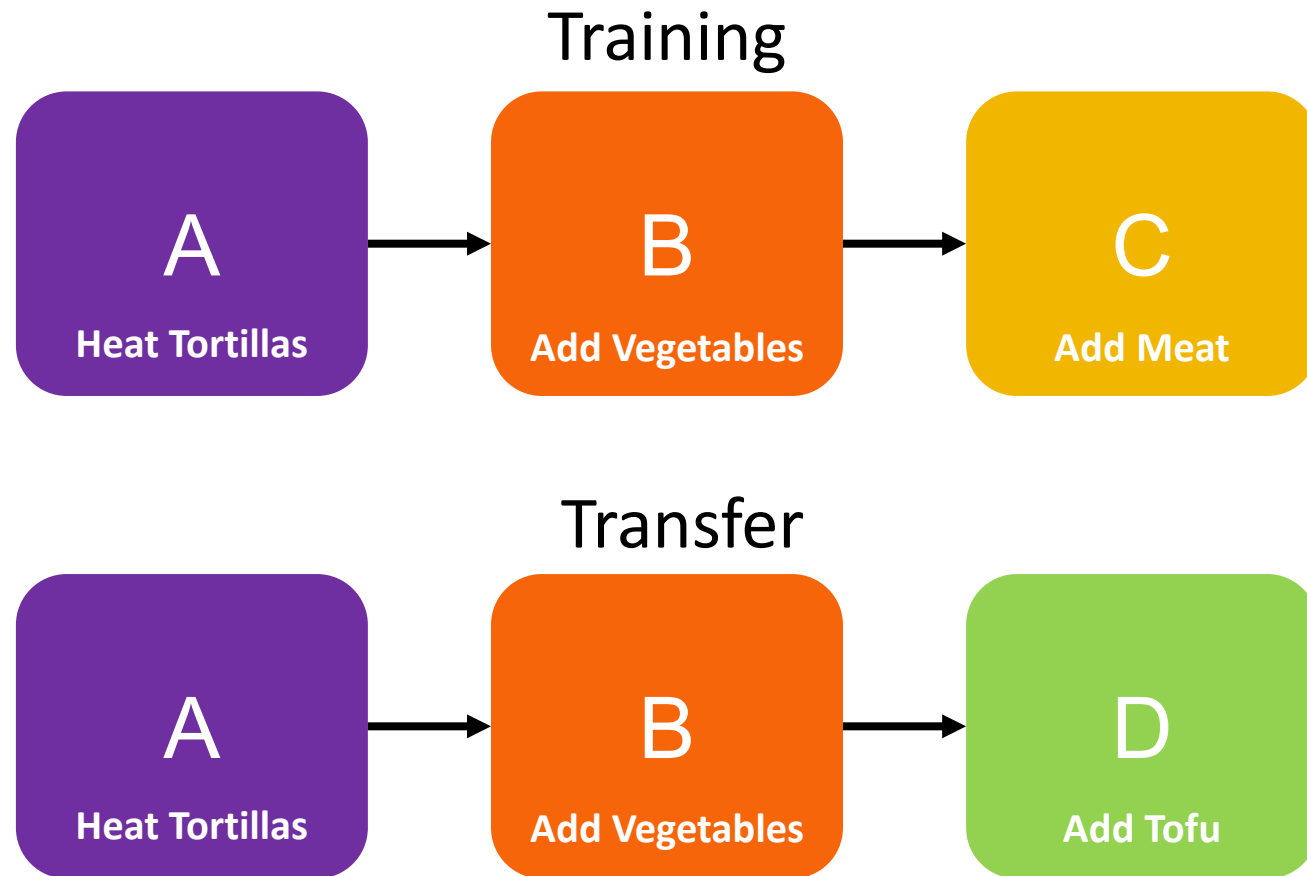 Training
A
B
C
Heat Tortillas
Add Vegetables
Add Meat
Transfer
A
B
D
Heat Tortillas
Add Vegetables
Add Tofu